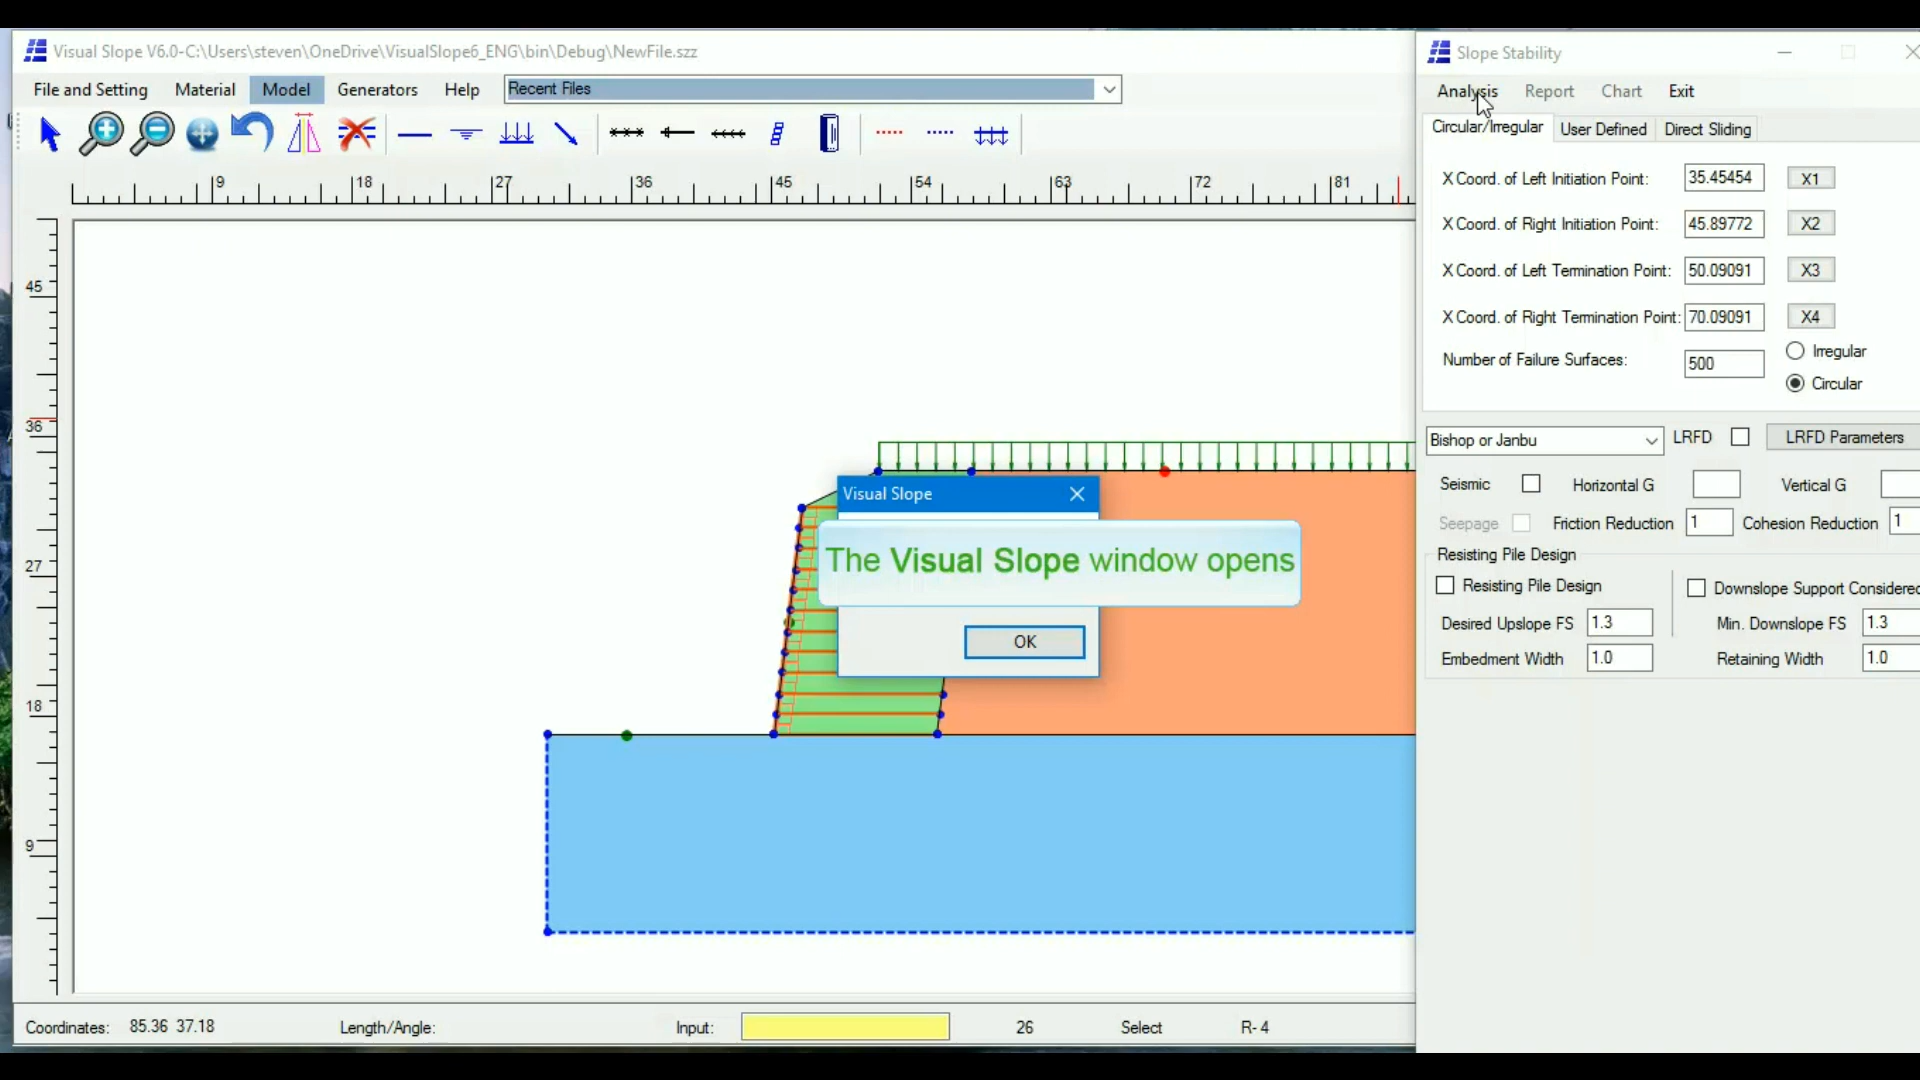 Visual Slope V6.0-C:\Users\steven\OneDrive\VisualSlope6_ENG\bin\Debug\NewFile.szz
File and Setting Material Model Generators Help Recent Files
9 18 27 36 45 54 63 72 81
45
36
27
18
9
Visual Slope
The Visual Slope window opens
OK
Coordinates: 85.36 37.18 Length/Angle: Input: 26 Select R- 4
Slope Stability
Analysis Report Chart Exit
Circular/Irregular User Defined Direct Sliding
X Coord. of Left Initiation Point: 35.45454 X1
X Coord. of Right Initiation Point: 45.89772 X2
X Coord. of Left Termination Point: 50.09091 X3
X Coord. of Right Termination Point: 70.09091 X4
Number of Failure Surfaces: 500
Irregular
Circular
Bishop or Janbu LRFD LRFD Parameters
Seismic Horizontal G Vertical G
Seepage Friction Reduction 1 Cohesion Reduction 1
Resisting Pile Design
Resisting Pile Design Downslope Support Considered
Desired Upslope FS 1.3 Min. Downslope FS 1.3
Embedment Width 1.0 Retaining Width 1.0